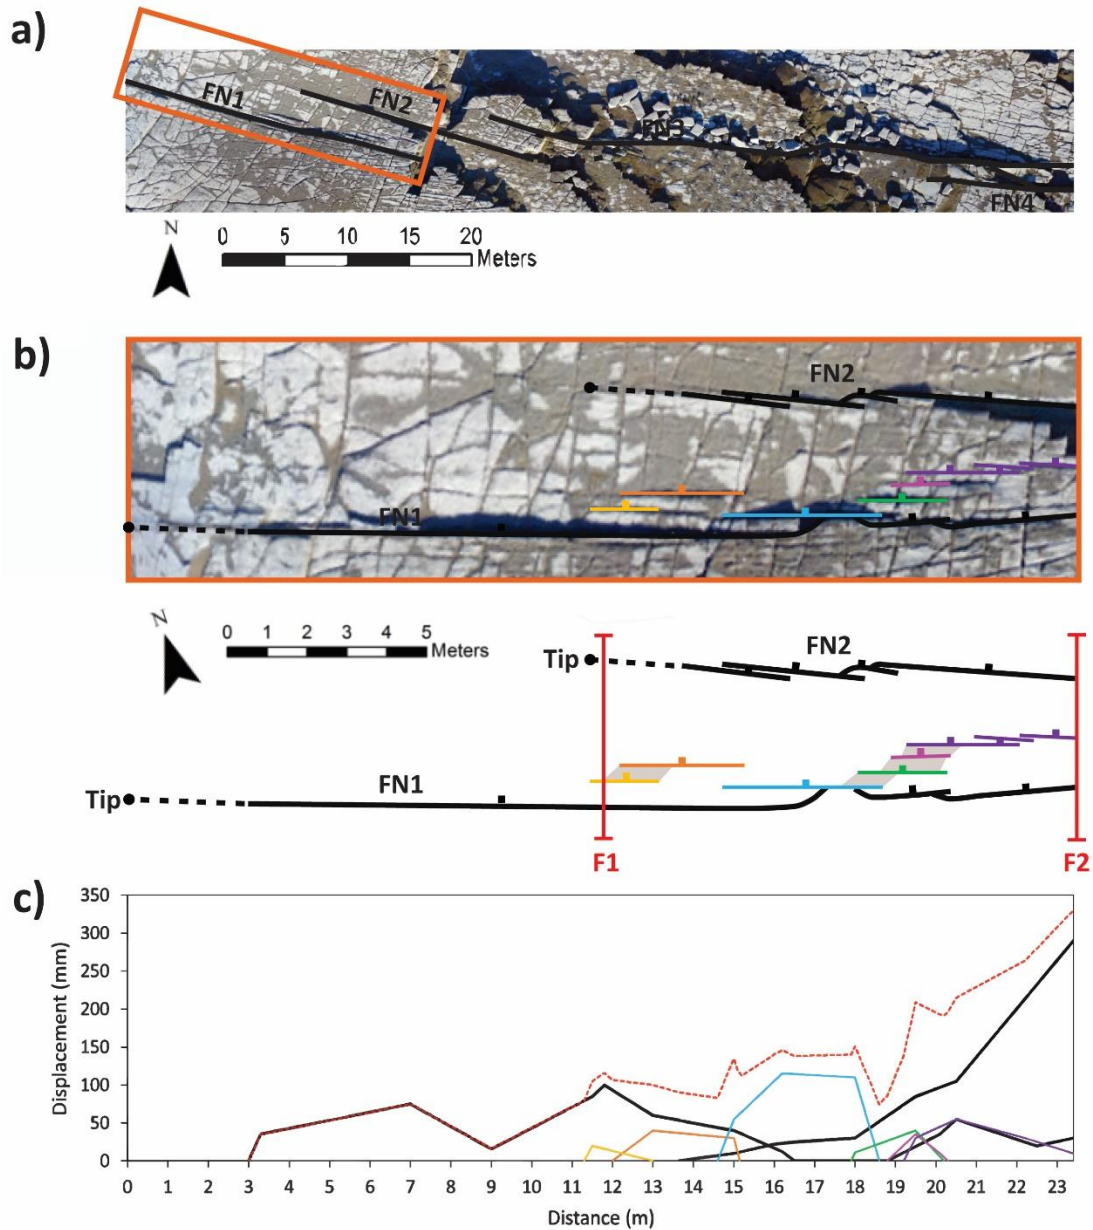 a)
FN1
FN2
FN3
FN4
N
0 5 10 15 20
Meters
b)
FN2
FN1
N
0 1 2 3 4 5
Meters
Tip
FN2
Tip
FN1
F1
F2
c)
350
300
250
200
150
100
50
0
Displacement (mm)
0 1 2 3 4 5 6 7 8 9 10 11 12 13 14 15 16 17 18 19 20 21 22 23
Distance (m)